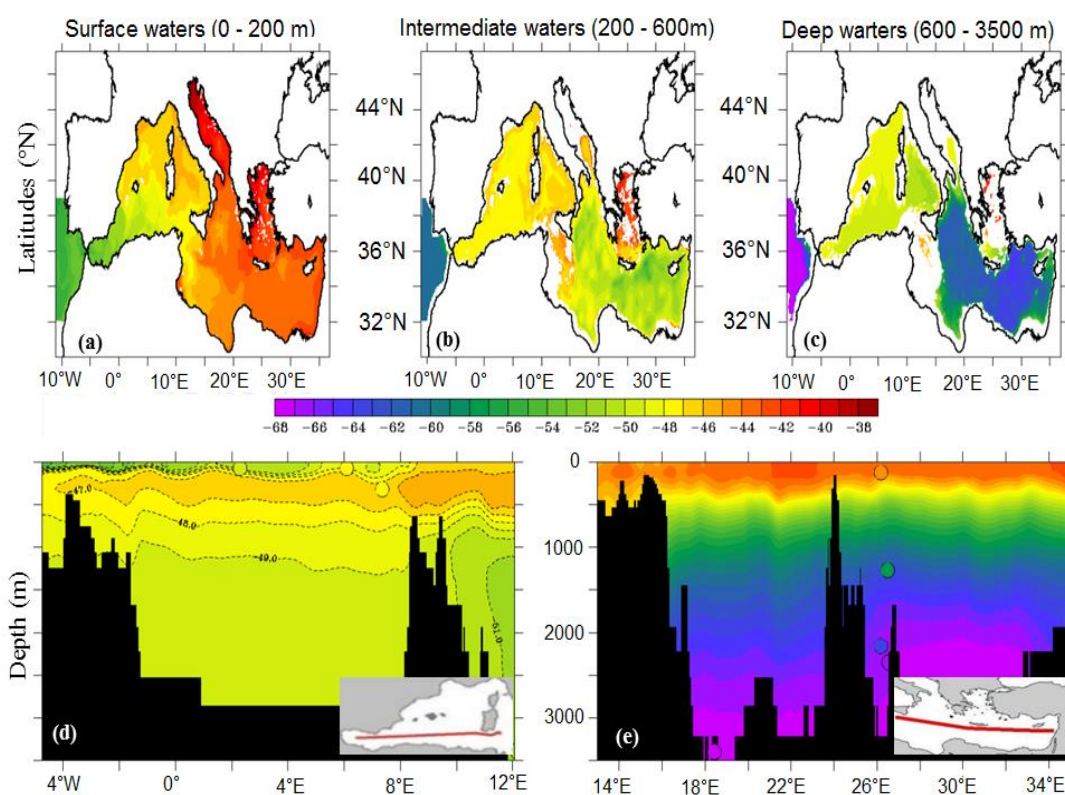 Surface waters (0 - 200 m)
Intermediate waters (200 - 600m)
Deep warters (600 - 3500 m)
Latitudes (°N)
44°N
40°N
36°N
32°N
44°N
40°N
36°N
32°N
(a)
(b)
(c)
10°W 0° 10°E 20°E 30°E
10°W 0° 10°E 20°E 30°E
10°W 0° 10°E 20°E 30°E
-68 -66 -64 -62 -60 -58 -56 -54 -52 -50 -48 -46 -44 -42 -40 -38
Depth (m)
-47.0
-48.0
-49.0
-51.0
0
1000
2000
3000
(d)
(e)
4°W 0° 4°E 8°E 12°E
13°E 18°E 22°E 26°E 30°E 34°E